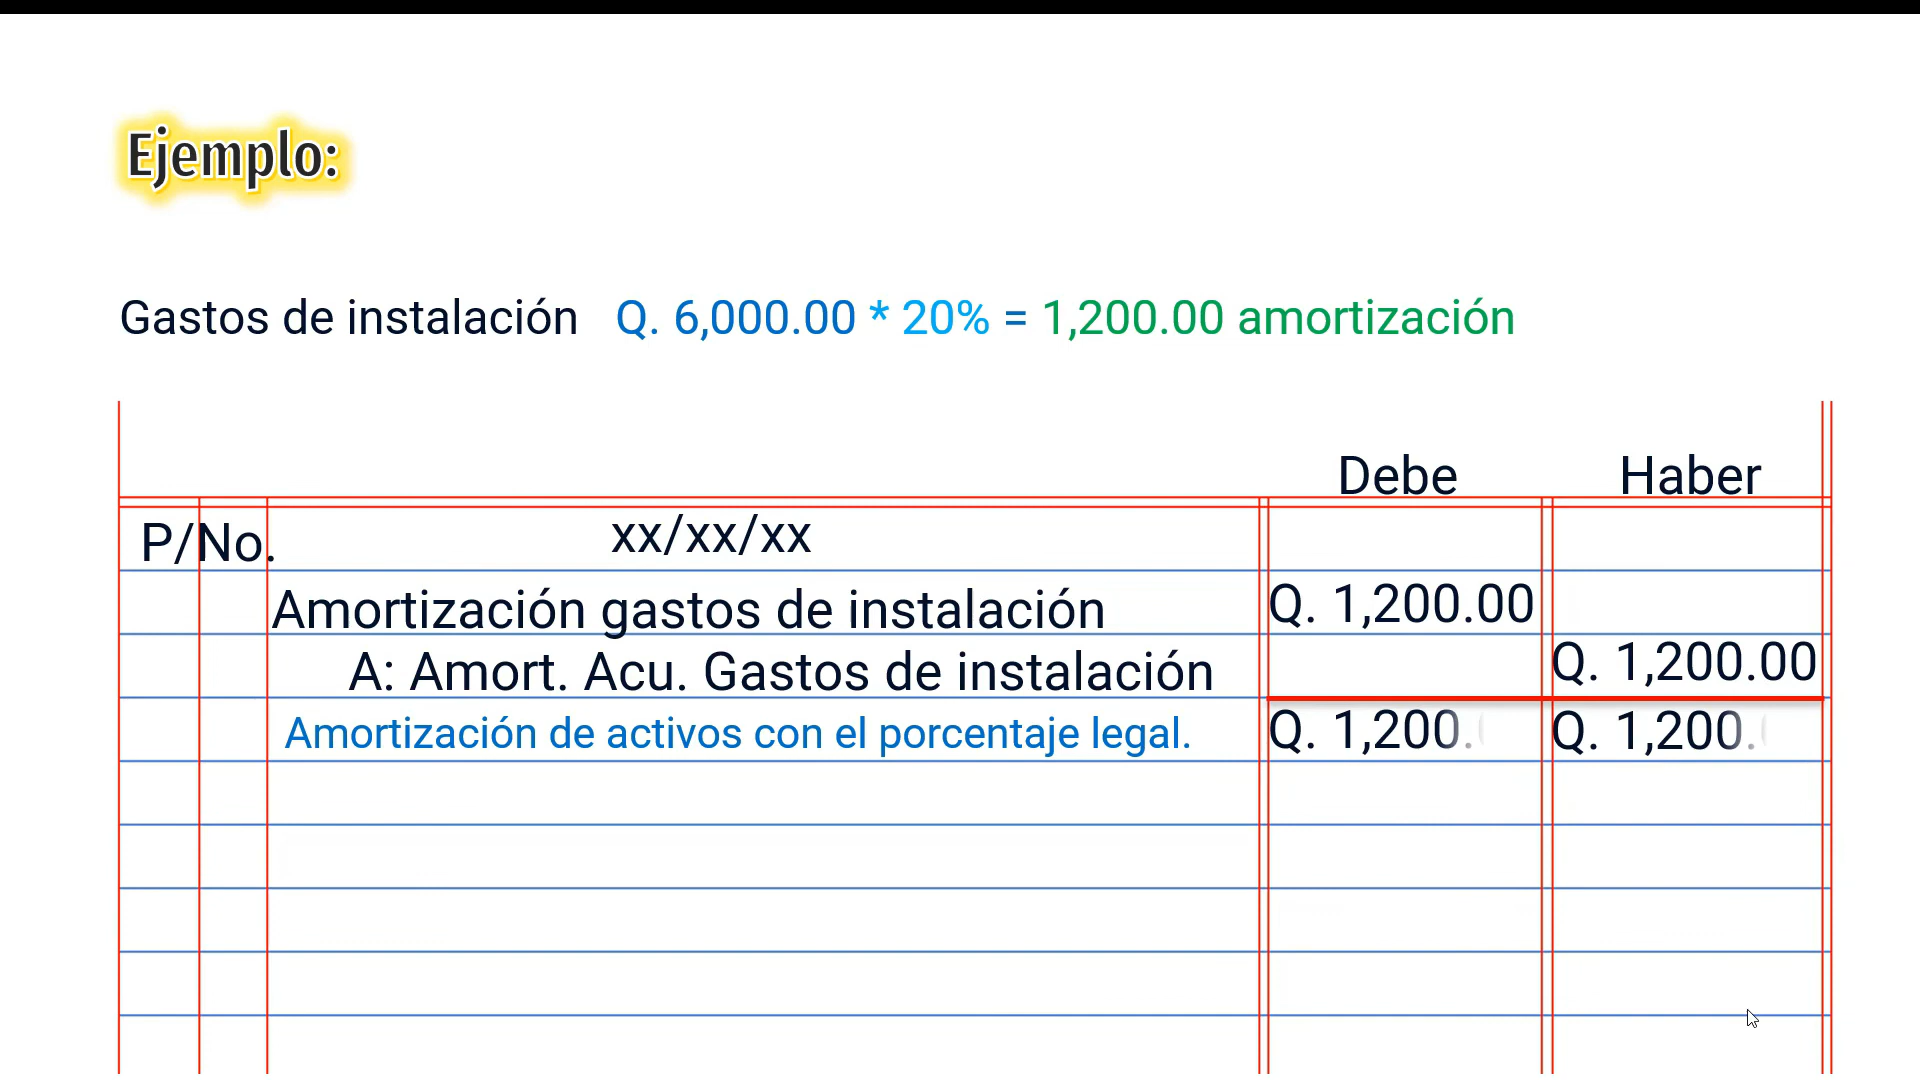 Ejemplo:
Gastos de instalación Q. 6,000.00 * 20% = 1,200.00 amortización
Debe Haber
P/No. xx/xx/xx
Amortización gastos de instalación Q. 1,200.00
A: Amort. Acu. Gastos de instalación Q. 1,200.00
Amortización de activos con el porcentaje legal. Q. 1,200. Q. 1,200.